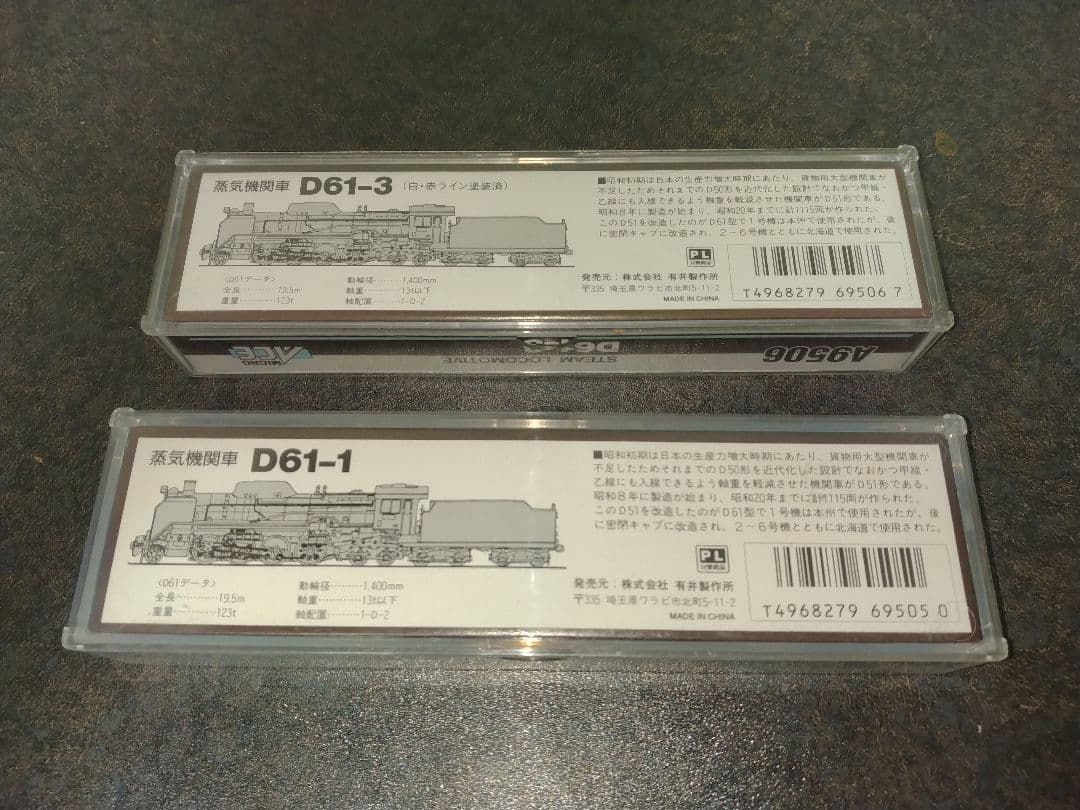 蒸気機関車 D61-3 (白・赤ライン塗装済)
■昭和初期は日本の生産力増大時期にあたり、貨物用大型機関車が
不足したためそれまでのD50形を近代化した設計でなおかつ甲線・
乙線にも入線できるよう軸重を軽減させた機関車がD51形である。
昭和8年に製造が始まり、昭和20年までに計1115両が作られた。
このD51を改造したのがD61型で1号機は本州で使用されたが、後
に密閉キャブに改造され、2~6号機とともに北海道で使用された。
〈D61データ〉
全長………19.5m
重量………123t
動輪径………1,400mm
軸重………13t以下
軸配置………1-D-2
PL
対策商品
発売元:株式会社 有井製作所
〒335 埼玉県ワラビ市北町5-11-2
MADE IN CHINA
T4968279 69506 7
MICRO ACE
STEAM LOCOMOTIVE
D61-3
A9506
蒸気機関車 D61-1
■昭和初期は日本の生産力増大時期にあたり、貨物用大型機関車が
不足したためそれまでのD50形を近代化した設計でなおかつ甲線・
乙線にも入線できるよう軸重を軽減させた機関車がD51形である。
昭和8年に製造が始まり、昭和20年までに計1115両が作られた。
このD51を改造したのがD61型で1号機は本州で使用されたが、後
に密閉キャブに改造され、2~6号機とともに北海道で使用された。
〈D61データ〉
全長………19.5m
重量………123t
動輪径………1,400mm
軸重………13t以下
軸配置………1-D-2
PL
対策商品
発売元:株式会社 有井製作所
〒335 埼玉県ワラビ市北町5-11-2
MADE IN CHINA
T4968279 69505 0